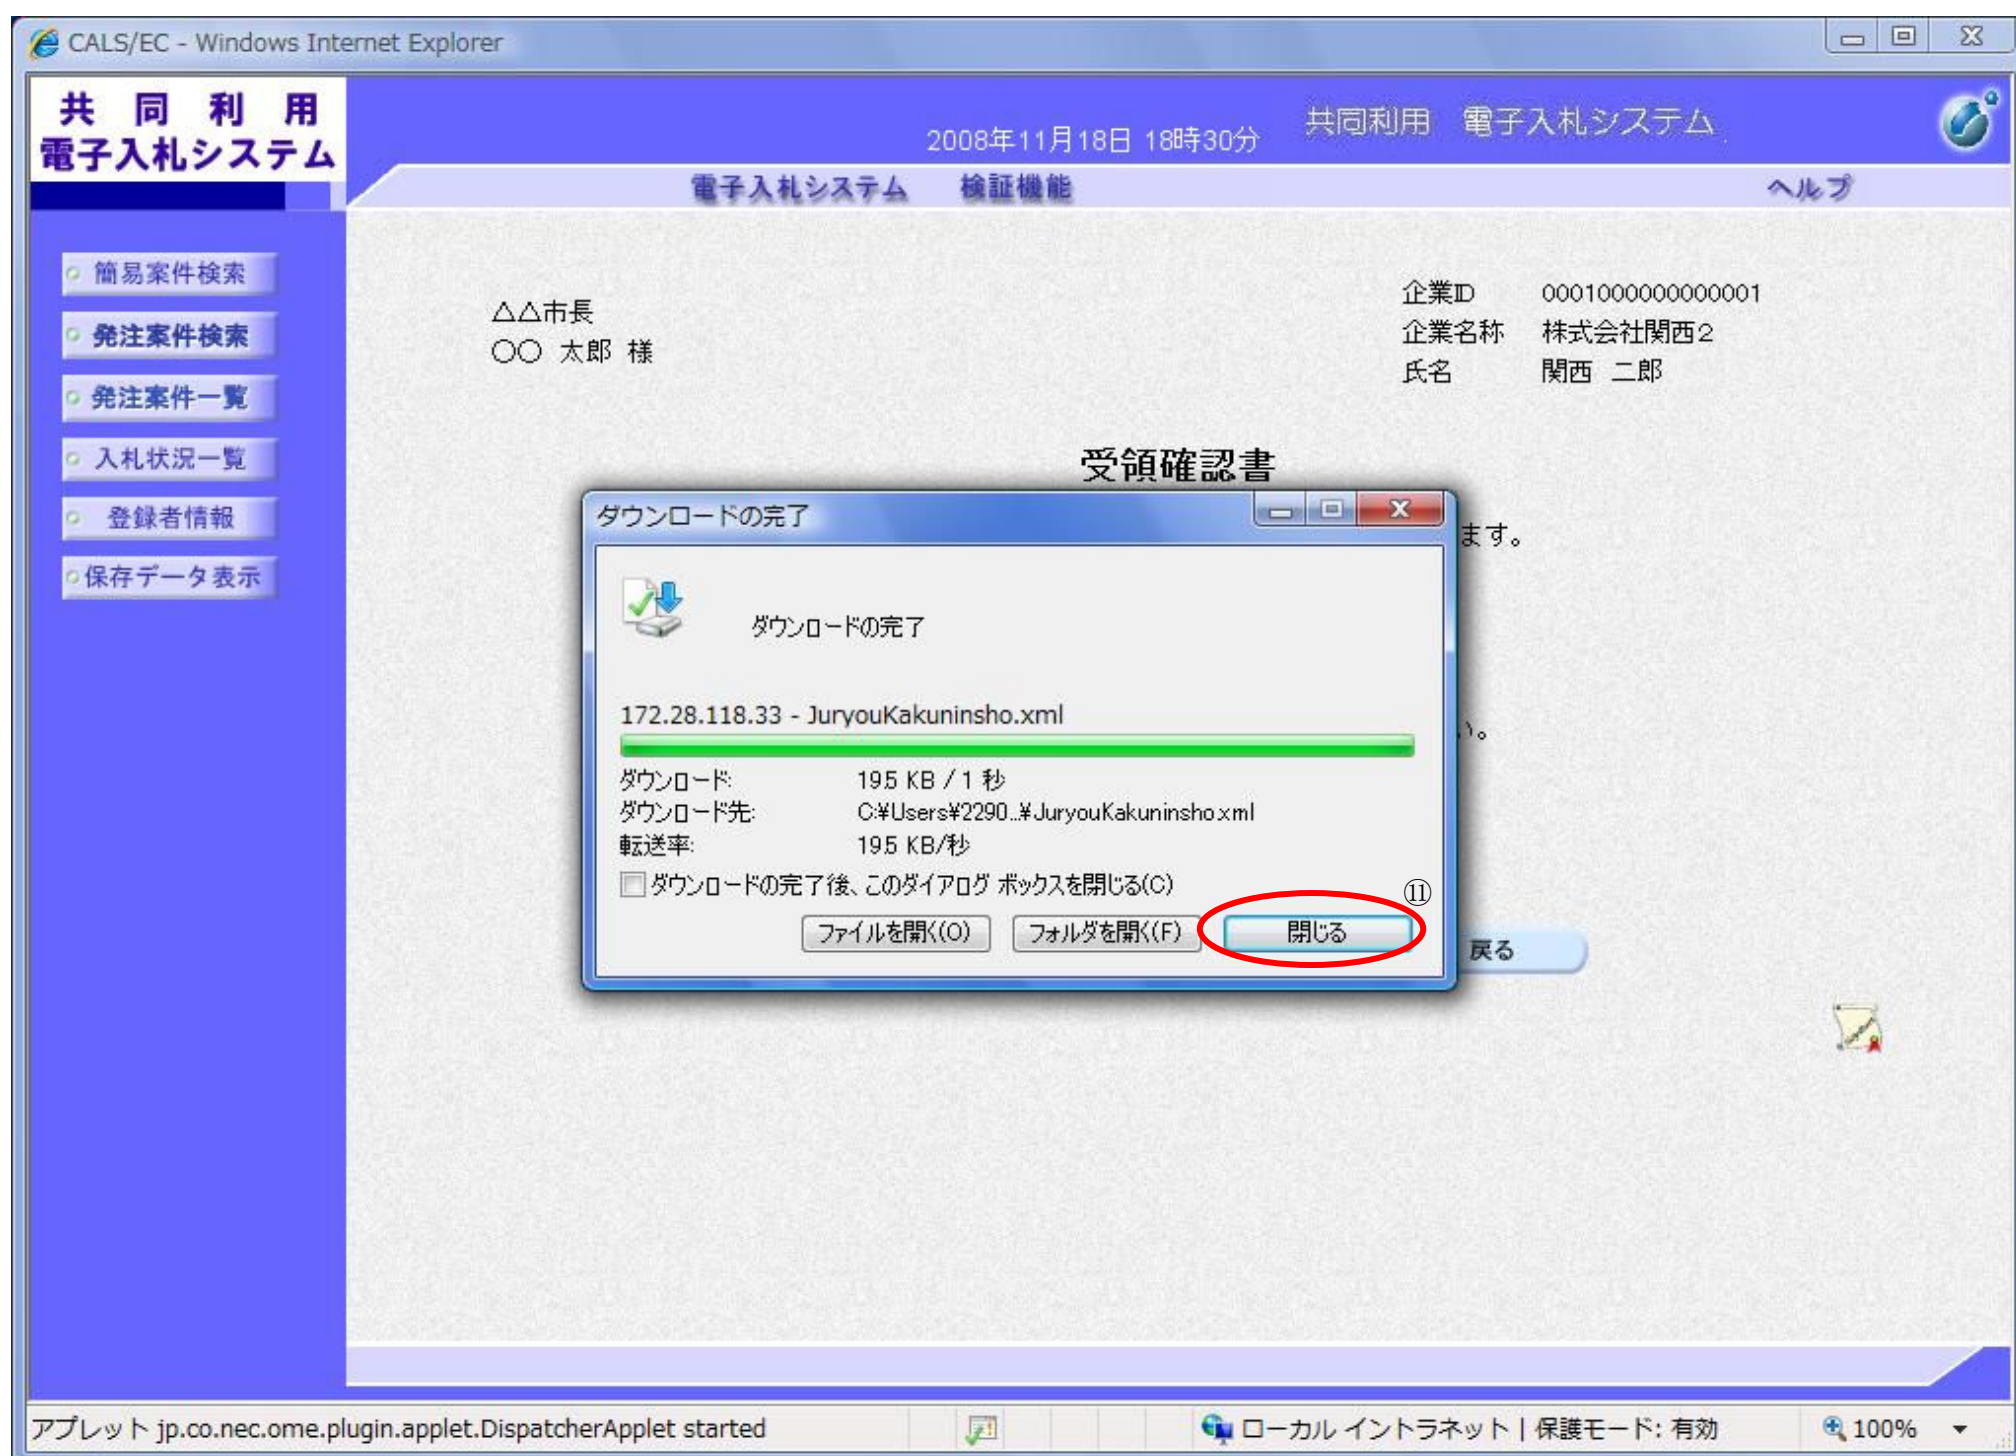 CALS/EC - Windows Internet Explorer
共同利用
電子入札システム
2008年11月18日 18時30分
共同利用 電子入札システム
電子入札システム 検証機能 ヘルプ
簡易案件検索
発注案件検索
発注案件一覧
入札状況一覧
登録者情報
保存データ表示
△△市長
〇〇 太郎 様
企業ID 0001000000000001
企業名称 株式会社関西2
氏名 関西 二郎
受領確認書
ます。
い。
戻る
ダウンロードの完了
ダウンロードの完了
172.28.118.33 - JuryouKakuninsho.xml
ダウンロード: 19.5 KB / 1 秒
ダウンロード先: C:¥Users¥2290...¥JuryouKakuninsho.xml
転送率: 19.5 KB/秒
ダウンロードの完了後、このダイアログ ボックスを閉じる(C)
⑪
ファイルを開く(O) フォルダを開く(F) 閉じる
アプレット jp.co.nec.ome.plugin.applet.DispatcherApplet started
ローカル イントラネット | 保護モード: 有効
100%